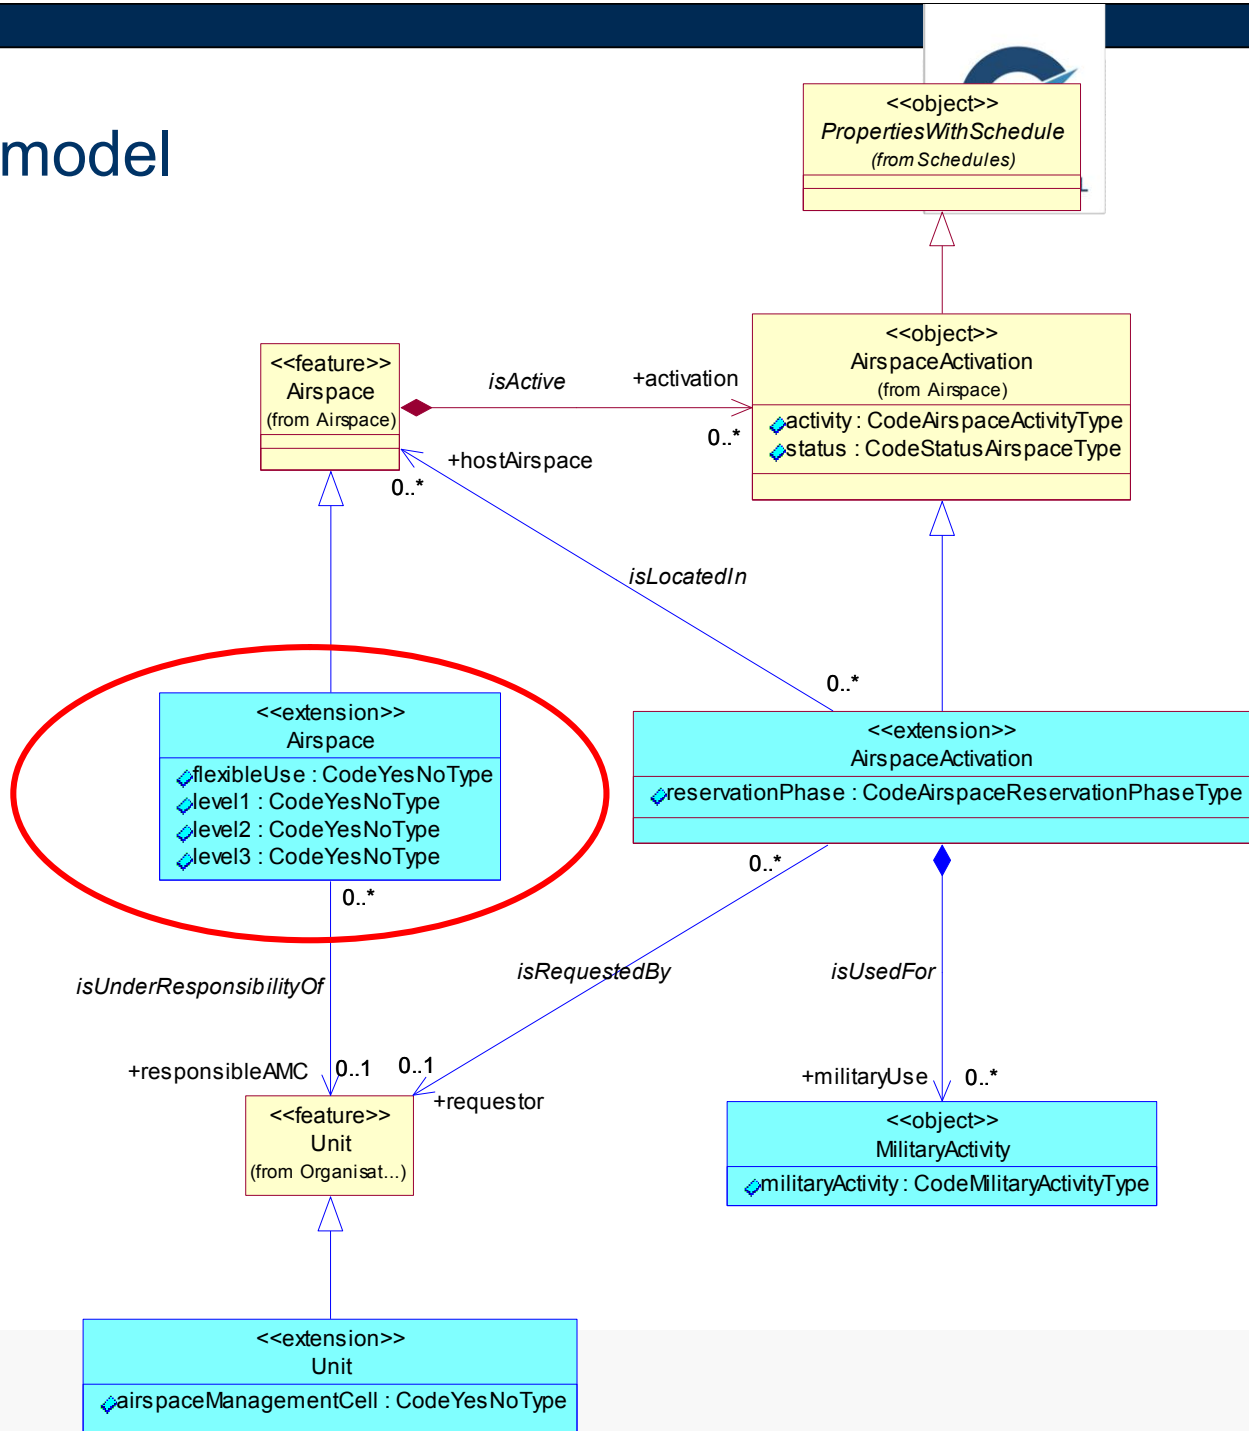 model
<<object>>
PropertiesWithSchedule
(from Schedules)
L
<<feature>>
Airspace
(from Airspace)
isActive
+activation
0..*
<<object>>
AirspaceActivation
(from Airspace)
activity : CodeAirspaceActivityType
status : CodeStatusAirspaceType
+hostAirspace
0..*
isLocatedIn
0..*
<<extension>>
Airspace
flexibleUse : CodeYesNoType
level1 : CodeYesNoType
level2 : CodeYesNoType
level3 : CodeYesNoType
<<extension>>
AirspaceActivation
reservationPhase : CodeAirspaceReservationPhaseType
0..*
0..*
isUnderResponsibilityOf
isRequestedBy
isUsedFor
+responsibleAMC
0..1
0..1
+requestor
+militaryUse
0..*
<<feature>>
Unit
(from Organisat...)
<<object>>
MilitaryActivity
militaryActivity : CodeMilitaryActivityType
<<extension>>
Unit
airspaceManagementCell : CodeYesNoType